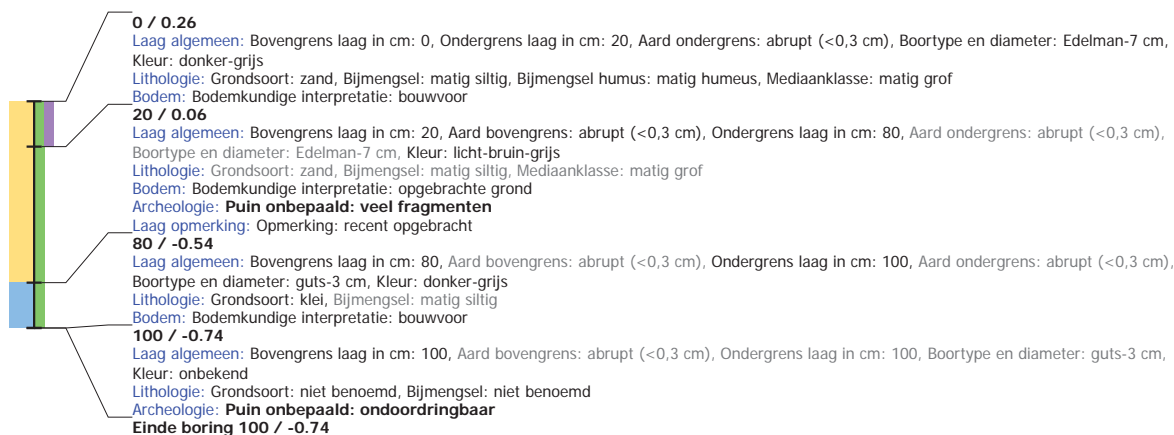 0 / 0.26
Laag algemeen: Bovengrens laag in cm: 0, Ondergrens laag in cm: 20, Aard ondergrens: abrupt (<0,3 cm), Boortype en diameter: Edelman-7 cm,
Kleur: donker-grijs
Lithologie: Grondsoort: zand, Bijmengsel: matig siltig, Bijmengsel humus: matig humeus, Mediaanklasse: matig grof
Bodem: Bodemkundige interpretatie: bouwvoor
20 / 0.06
Laag algemeen: Bovengrens laag in cm: 20, Aard bovengrens: abrupt (<0,3 cm), Ondergrens laag in cm: 80, Aard ondergrens: abrupt (<0,3 cm),
Boortype en diameter: Edelman-7 cm, Kleur: licht-bruin-grijs
Lithologie: Grondsoort: zand, Bijmengsel: matig siltig, Mediaanklasse: matig grof
Bodem: Bodemkundige interpretatie: opgebrachte grond
Archeologie: Puin onbepaald: veel fragmenten
Laag opmerking: Opmerking: recent opgebracht
80 / -0.54
Laag algemeen: Bovengrens laag in cm: 80, Aard bovengrens: abrupt (<0,3 cm), Ondergrens laag in cm: 100, Aard ondergrens: abrupt (<0,3 cm),
Boortype en diameter: guts-3 cm, Kleur: donker-grijs
Lithologie: Grondsoort: klei, Bijmengsel: matig siltig
Bodem: Bodemkundige interpretatie: bouwvoor
100 / -0.74
Laag algemeen: Bovengrens laag in cm: 100, Aard bovengrens: abrupt (<0,3 cm), Ondergrens laag in cm: 100, Boortype en diameter: guts-3 cm,
Kleur: onbekend
Lithologie: Grondsoort: niet benoemd, Bijmengsel: niet benoemd
Archeologie: Puin onbepaald: ondoordringbaar
Einde boring 100 / -0.74